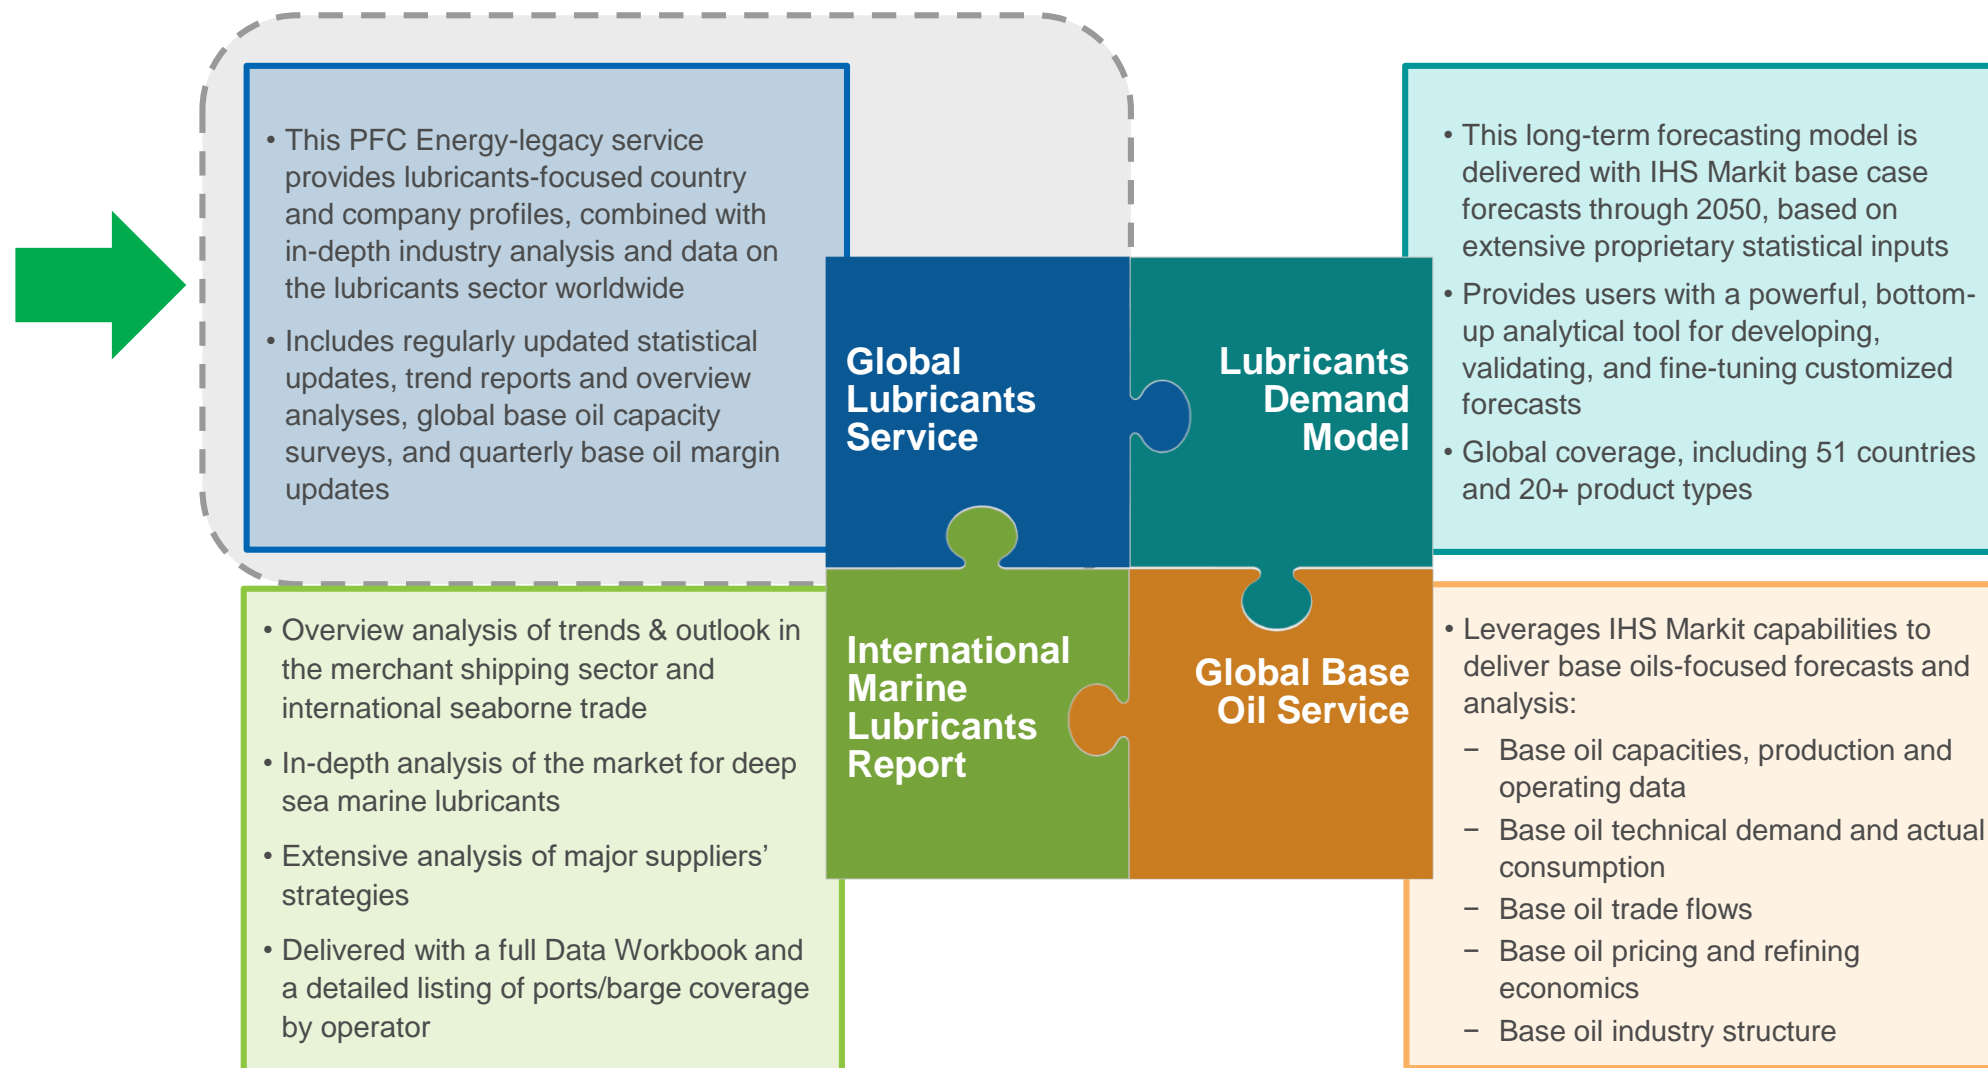 • This PFC Energy-legacy service
provides lubricants-focused country
and company profiles, combined with
in-depth industry analysis and data on
the lubricants sector worldwide
• Includes regularly updated statistical
updates, trend reports and overview
analyses, global base oil capacity
surveys, and quarterly base oil margin
updates
Global
Lubricants
Service
Lubricants
Demand
Model
• This long-term forecasting model is
delivered with IHS Markit base case
forecasts through 2050, based on
extensive proprietary statistical inputs
• Provides users with a powerful, bottom-
up analytical tool for developing,
validating, and fine-tuning customized
forecasts
• Global coverage, including 51 countries
and 20+ product types
• Overview analysis of trends & outlook in
the merchant shipping sector and
international seaborne trade
• In-depth analysis of the market for deep
sea marine lubricants
• Extensive analysis of major suppliers’
strategies
• Delivered with a full Data Workbook and
a detailed listing of ports/barge coverage
by operator
International
Marine
Lubricants
Report
Global Base
Oil Service
• Leverages IHS Markit capabilities to
deliver base oils-focused forecasts and
analysis:
− Base oil capacities, production and
operating data
− Base oil technical demand and actual
consumption
− Base oil trade flows
− Base oil pricing and refining
economics
− Base oil industry structure